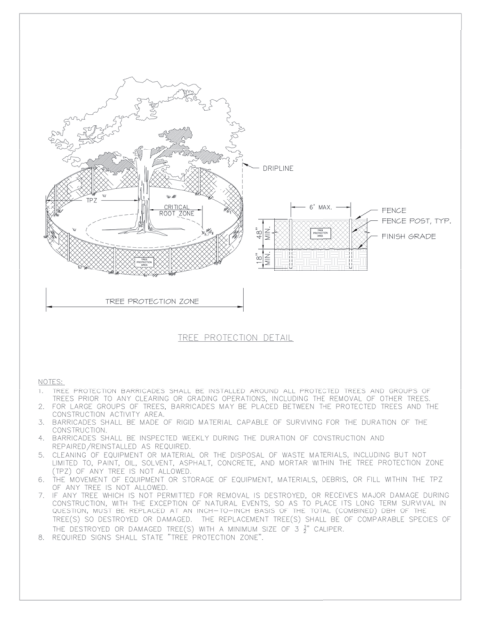 DRIPLINE
TPZ
CRITICAL
ROOT ZONE
6' MAX.
FENCE
FENCE POST, TYP.
FINISH GRADE
48"
MIN.
18"
MIN.
TREE
PROTECTION
AREA
TREE
PROTECTION
AREA
TREE PROTECTION ZONE
TREE PROTECTION DETAIL
NOTES:
1. TREE PROTECTION BARRICADES SHALL BE INSTALLED AROUND ALL PROTECTED TREES AND GROUPS OF
TREES PRIOR TO ANY CLEARING OR GRADING OPERATIONS, INCLUDING THE REMOVAL OF OTHER TREES.
2. FOR LARGE GROUPS OF TREES, BARRICADES MAY BE PLACED BETWEEN THE PROTECTED TREES AND THE
CONSTRUCTION ACTIVITY AREA.
3. BARRICADES SHALL BE MADE OF RIGID MATERIAL CAPABLE OF SURVIVING FOR THE DURATION OF THE
CONSTRUCTION.
4. BARRICADES SHALL BE INSPECTED WEEKLY DURING THE DURATION OF CONSTRUCTION AND
REPAIRED/REINSTALLED AS REQUIRED.
5. CLEANING OF EQUIPMENT OR MATERIAL OR THE DISPOSAL OF WASTE MATERIALS, INCLUDING BUT NOT
LIMITED TO, PAINT, OIL, SOLVENT, ASPHALT, CONCRETE, AND MORTAR WITHIN THE TREE PROTECTION ZONE
(TPZ) OF ANY TREE IS NOT ALLOWED.
6. THE MOVEMENT OF EQUIPMENT OR STORAGE OF EQUIPMENT, MATERIALS, DEBRIS, OR FILL WITHIN THE TPZ
OF ANY TREE IS NOT ALLOWED.
7. IF ANY TREE WHICH IS NOT PERMITTED FOR REMOVAL IS DESTROYED, OR RECEIVES MAJOR DAMAGE DURING
CONSTRUCTION, WITH THE EXCEPTION OF NATURAL EVENTS, SO AS TO PLACE ITS LONG TERM SURVIVAL IN
QUESTION, MUST BE REPLACED AT AN INCH-TO-INCH BASIS OF THE TOTAL (COMBINED) DBH OF THE
TREE(S) SO DESTROYED OR DAMAGED. THE REPLACEMENT TREE(S) SHALL BE OF COMPARABLE SPECIES OF
THE DESTROYED OR DAMAGED TREE(S) WITH A MINIMUM SIZE OF 3 ½" CALIPER.
8. REQUIRED SIGNS SHALL STATE "TREE PROTECTION ZONE".